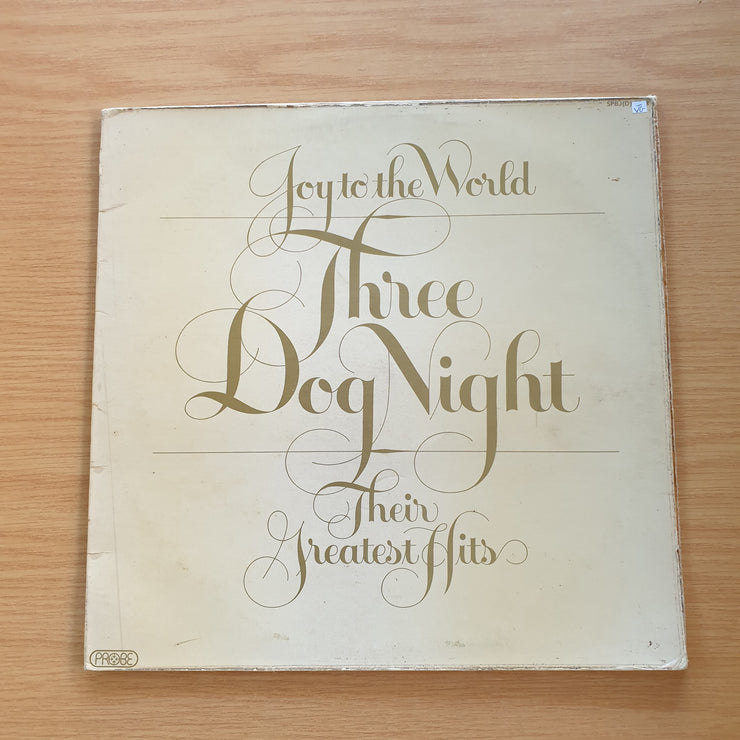 Joy to the World
Three
Dog Night
Their
Greatest Hits
PROBE